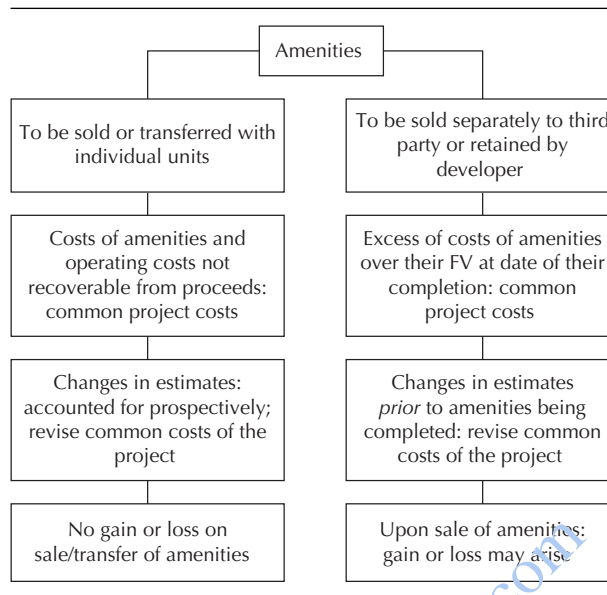 Amenities
To be sold or transferred with
individual units
Costs of amenities and
operating costs not
recoverable from proceeds:
common project costs
Changes in estimates:
accounted for prospectively;
revise common costs of the
project
No gain or loss on
sale/transfer of amenities
To be sold separately to third
party or retained by
developer
Excess of costs of amenities
over their FV at date of their
completion: common
project costs
Changes in estimates
prior to amenities being
completed: revise common
costs of the project
Upon sale of amenities:
gain or loss may arise
.com